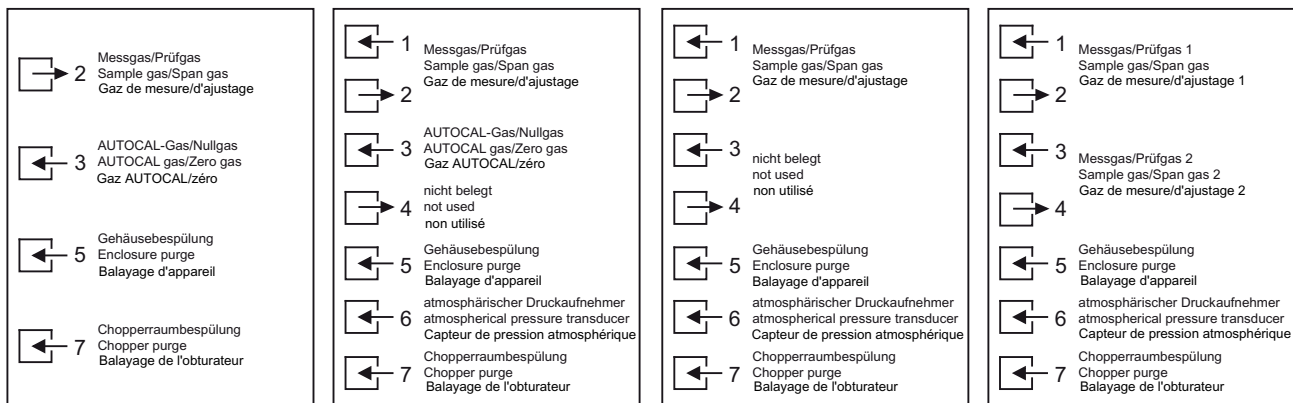 2 Messgas/Prüfgas
Sample gas/Span gas
Gaz de mesure/d'ajustage
3 AUTOCAL-Gas/Nullgas
AUTOCAL gas/Zero gas
Gaz AUTOCAL/zéro
5 Gehäusebespülung
Enclosure purge
Balayage d'appareil
7 Chopperraumbespülung
Chopper purge
Balayage de l'obturateur
1 Messgas/Prüfgas
Sample gas/Span gas
Gaz de mesure/d'ajustage
2
3 AUTOCAL-Gas/Nullgas
AUTOCAL gas/Zero gas
Gaz AUTOCAL/zéro
4 nicht belegt
not used
non utilisé
5 Gehäusebespülung
Enclosure purge
Balayage d'appareil
6 atmosphärischer Druckaufnehmer
atmospherical pressure transducer
Capteur de pression atmosphérique
7 Chopperraumbespülung
Chopper purge
Balayage de l'obturateur
1 Messgas/Prüfgas
Sample gas/Span gas
Gaz de mesure/d'ajustage
2
3 nicht belegt
not used
non utilisé
4
5 Gehäusebespülung
Enclosure purge
Balayage d'appareil
6 atmosphärischer Druckaufnehmer
atmospherical pressure transducer
Capteur de pression atmosphérique
7 Chopperraumbespülung
Chopper purge
Balayage de l'obturateur
1 Messgas/Prüfgas 1
Sample gas/Span gas
Gaz de mesure/d'ajustage 1
2
3 Messgas/Prüfgas 2
Sample gas/Span gas 2
Gaz de mesure/d'ajustage 2
4
5 Gehäusebespülung
Enclosure purge
Balayage d'appareil
6 atmosphärischer Druckaufnehmer
atmospherical pressure transducer
Capteur de pression atmosphérique
7 Chopperraumbespülung
Chopper purge
Balayage de l'obturateur